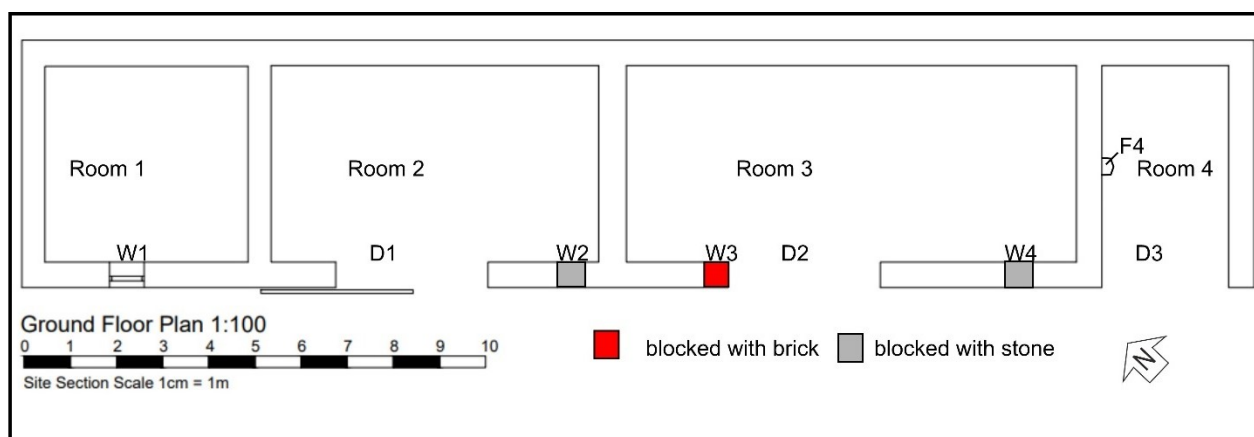 Room 1
Room 2
Room 3
F4
Room 4
W1
D1
W2
W3
D2
W4
D3
Ground Floor Plan 1:100
0 1 2 3 4 5 6 7 8 9 10
Site Section Scale 1cm = 1m
blocked with brick
blocked with stone
N